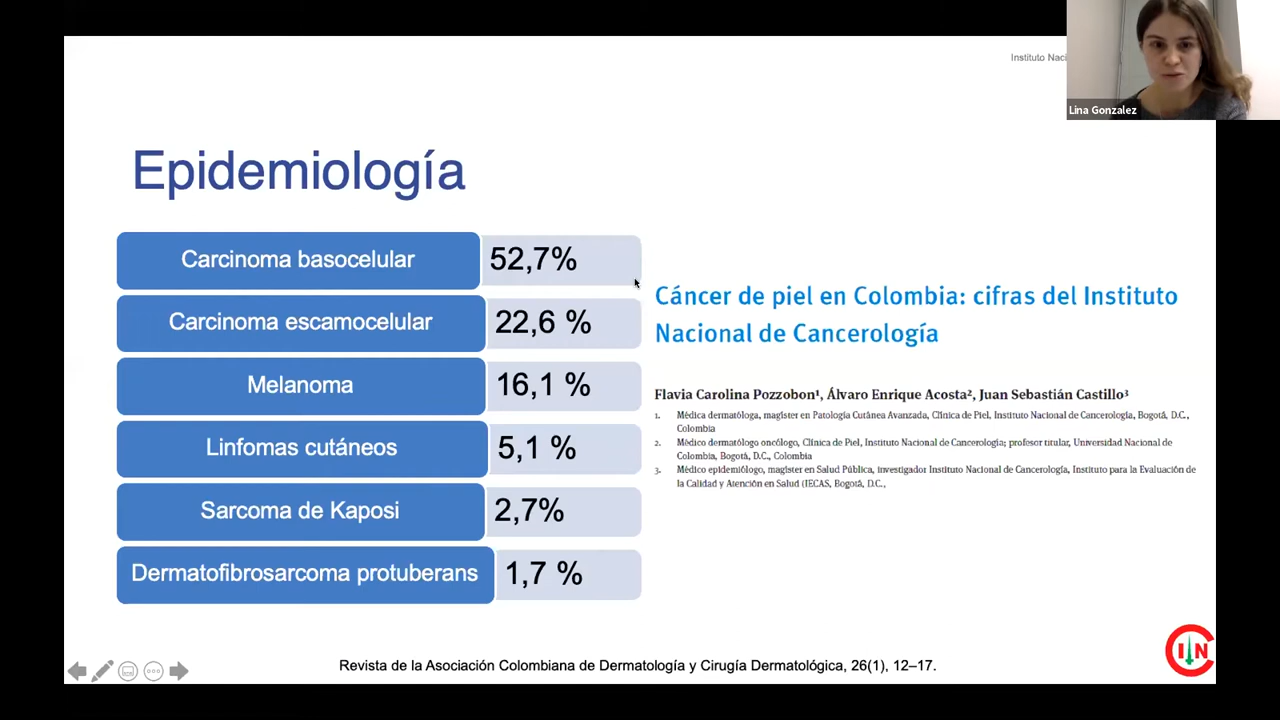 Instituto Naci
Lina Gonzalez
Epidemiología
Carcinoma basocelular 52,7%
Carcinoma escamocelular 22,6 %
Melanoma 16,1 %
Linfomas cutáneos 5,1 %
Sarcoma de Kaposi 2,7%
Dermatofibrosarcoma protuberans 1,7 %
Cáncer de piel en Colombia: cifras del Instituto
Nacional de Cancerología
Flavia Carolina Pozzobon¹, Álvaro Enrique Acosta², Juan Sebastián Castillo³
1. Médica dermatóloga, magíster en Patología Cutánea Avanzada, Clínica de Piel, Instituto Nacional de Cancerología, Bogotá, D.C.,
Colombia
2. Médico dermatólogo oncólogo, Clínica de Piel, Instituto Nacional de Cancerología; profesor titular, Universidad Nacional de
Colombia, Bogotá, D.C., Colombia
3. Médico epidemiólogo, magíster en Salud Pública, investigador Instituto Nacional de Cancerología, Instituto para la Evaluación de
la Calidad y Atención en Salud (IECAS, Bogotá, D.C.,
Revista de la Asociación Colombiana de Dermatología y Cirugía Dermatológica, 26(1), 12–17.
C I N